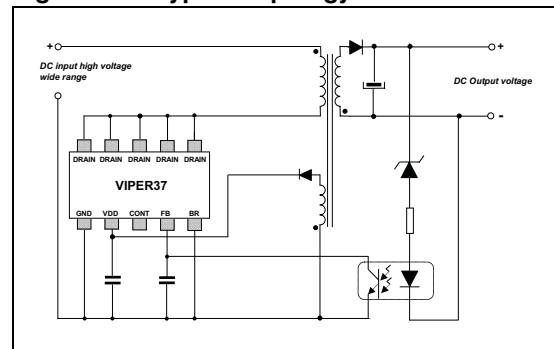 +
DC input high voltage
wide range
+
DC Output voltage
-
DRAIN DRAIN DRAIN DRAIN DRAIN
VIPER37
GND VDD CONT FB BR